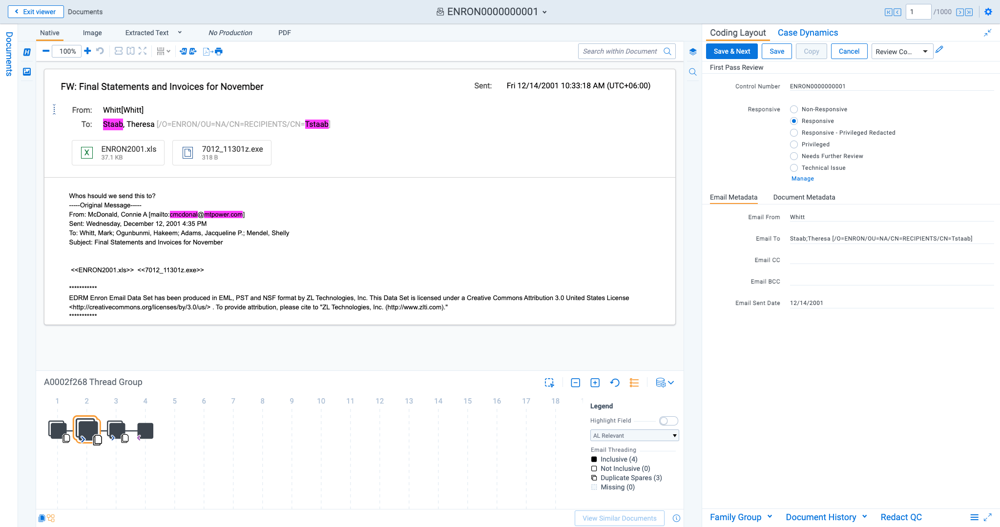 Exit viewer
Documents
ENRON0000000001
1
/1000
Documents
Native
Image
Extracted Text
No Production
PDF
100%
Search within Document
FW: Final Statements and Invoices for November
Sent: Fri 12/14/2001 10:33:18 AM (UTC+06:00)
From: Whitt[Whitt]
To: Staab, Theresa [/O=ENRON/OU=NA/CN=RECIPIENTS/CN=Tstaab]
X
ENRON2001.xls
37.1 KB
7012_11301z.exe
318 B
Whos hsould we send this to?
-----Original Message-----
From: McDonald, Connie A [mailto:cmcdonal@mtpower.com]
Sent: Wednesday, December 12, 2001 4:35 PM
To: Whitt, Mark; Ogunbunmi, Hakeem; Adams, Jacqueline P.; Mendel, Shelly
Subject: Final Statements and Invoices for November
<<ENRON2001.xls>> <<7012_11301z.exe>>
***********
EDRM Enron Email Data Set has been produced in EML, PST and NSF format by ZL Technologies, Inc. This Data Set is licensed under a Creative Commons Attribution 3.0 United States License
<http://creativecommons.org/licenses/by/3.0/us/> . To provide attribution, please cite to "ZL Technologies, Inc. (http://www.zlti.com)."
***********
A0002f268 Thread Group
1 2 3 4 5 6 7 8 9 10 11 12 13 14 15 16 17 18
Legend
Highlight Field
AL Relevant
Email Threading
Inclusive (4)
Not Inclusive (0)
Duplicate Spares (3)
Missing (0)
View Similar Documents
Coding Layout
Case Dynamics
Save & Next
Save
Copy
Cancel
Review Co...
First Pass Review
Control Number ENRON0000000001
Responsive
Non-Responsive
Responsive
Responsive - Privileged Redacted
Privileged
Needs Further Review
Technical Issue
Manage
Email Metadata
Document Metadata
Email From Whitt
Email To Staab;Theresa [/O=ENRON/OU=NA/CN=RECIPIENTS/CN=Tstaab]
Email CC
Email BCC
Email Sent Date 12/14/2001
Family Group
Document History
Redact QC